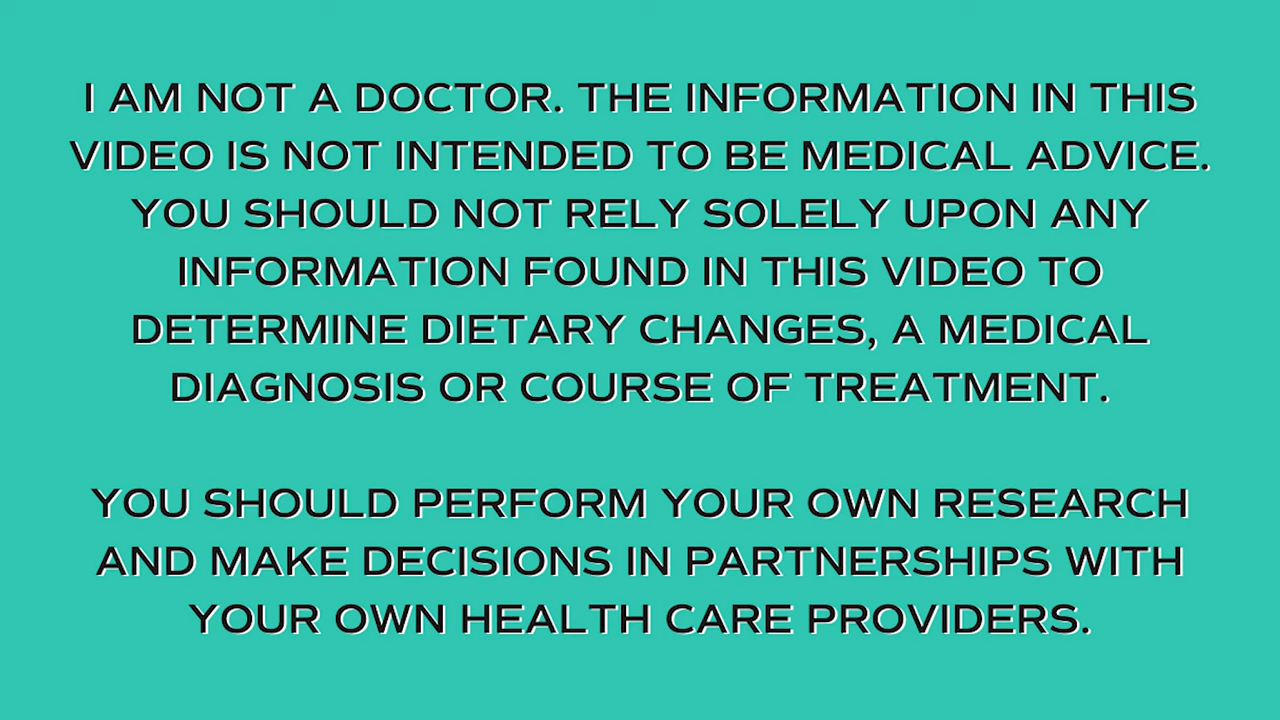 I AM NOT A DOCTOR. THE INFORMATION IN THIS
VIDEO IS NOT INTENDED TO BE MEDICAL ADVICE.
YOU SHOULD NOT RELY SOLELY UPON ANY
INFORMATION FOUND IN THIS VIDEO TO
DETERMINE DIETARY CHANGES, A MEDICAL
DIAGNOSIS OR COURSE OF TREATMENT.
YOU SHOULD PERFORM YOUR OWN RESEARCH
AND MAKE DECISIONS IN PARTNERSHIPS WITH
YOUR OWN HEALTH CARE PROVIDERS.